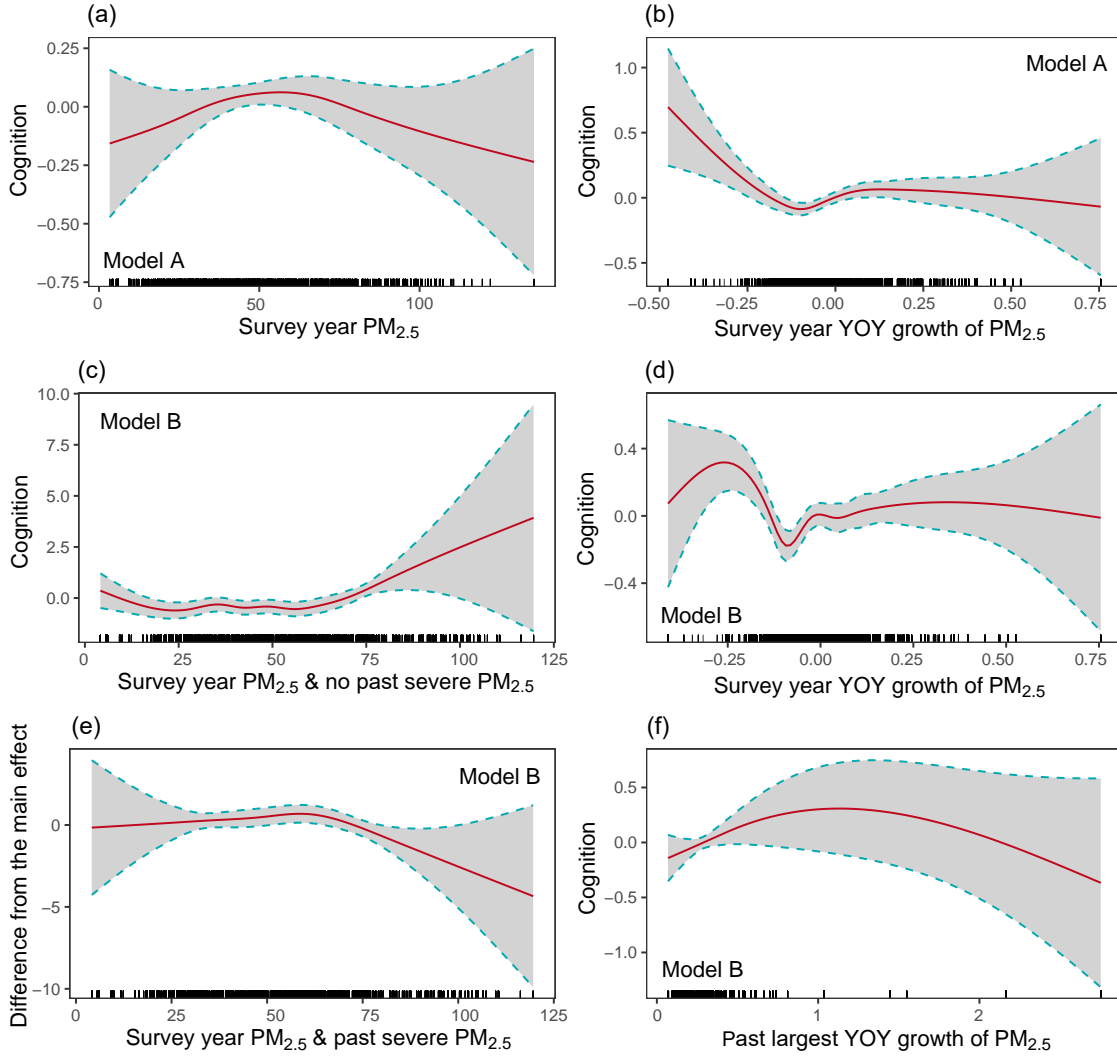 (a)
0.25
0.00
−0.25
−0.50
−0.75
Cognition
Model A
0 50 100
Survey year PM2.5
(b)
1.0
0.5
0.0
−0.5
Cognition
Model A
−0.50 −0.25 0.00 0.25 0.50 0.75
Survey year YOY growth of PM2.5
(c)
10.0
7.5
5.0
2.5
0.0
Cognition
Model B
0 25 50 75 100 125
Survey year PM2.5 & no past severe PM2.5
(d)
0.4
0.0
−0.4
Cognition
Model B
−0.25 0.00 0.25 0.50 0.75
Survey year YOY growth of PM2.5
(e)
0
−5
−10
Difference from the main effect
Model B
0 25 50 75 100 125
Survey year PM2.5 & past severe PM2.5
(f)
0.5
0.0
−0.5
−1.0
Cognition
Model B
0 1 2
Past largest YOY growth of PM2.5